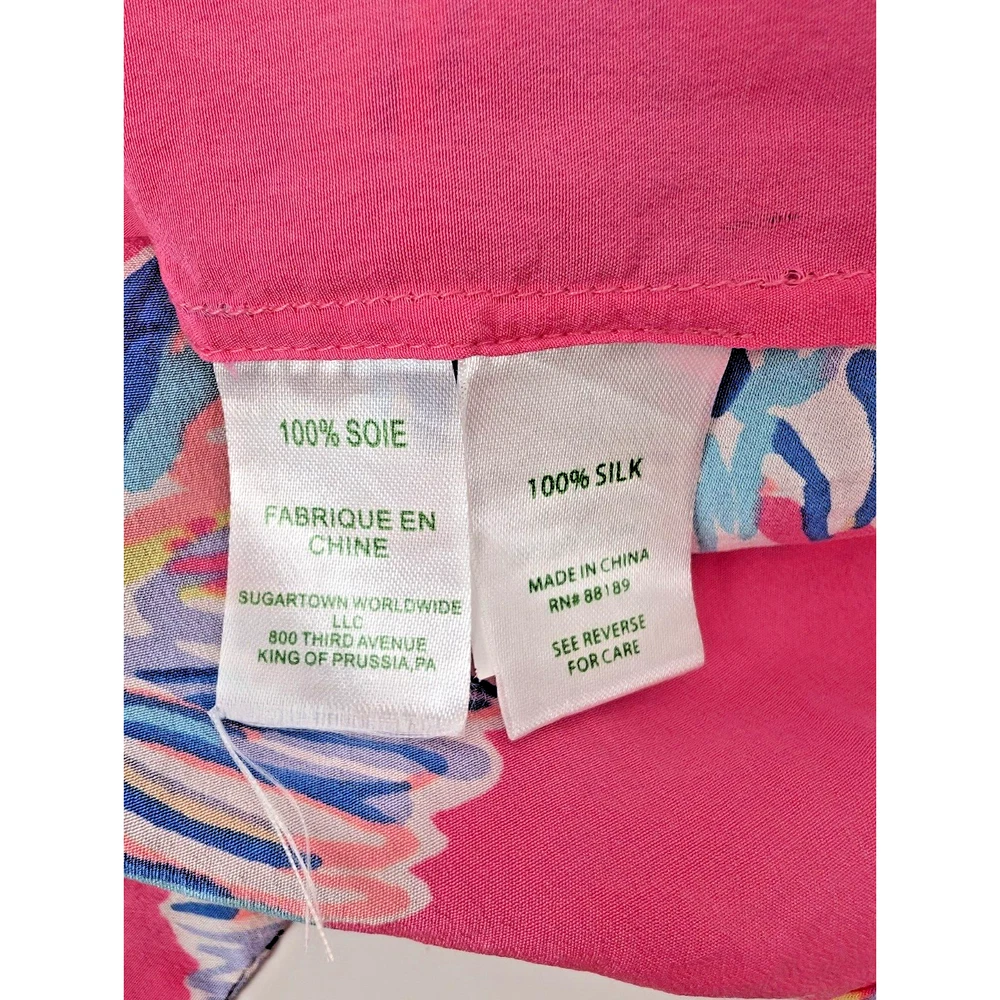 100% SOIE
FABRIQUE EN
CHINE
SUGARTOWN WORLDWIDE
LLC
800 THIRD AVENUE
KING OF PRUSSIA, PA
100% SILK
MADE IN CHINA
RN# 88189
SEE REVERSE
FOR CARE